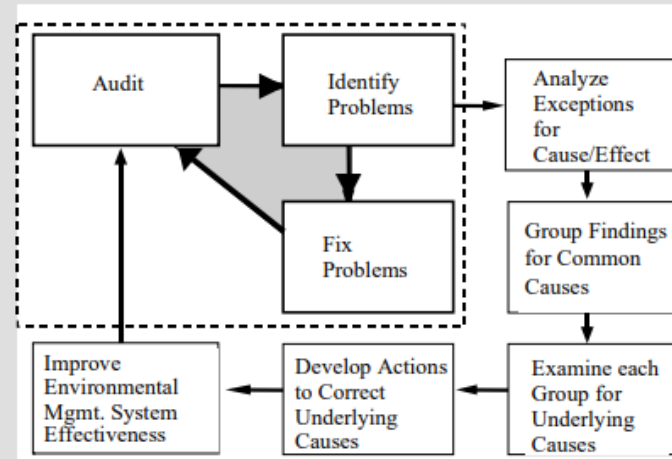 Audit
Identify
Problems
Analyze
Exceptions
for
Cause/Effect
Fix
Problems
Group Findings
for Common
Causes
Examine each
Group for
Underlying
Causes
Develop Actions
to Correct
Underlying
Causes
Improve
Environmental
Mgmt. System
Effectiveness